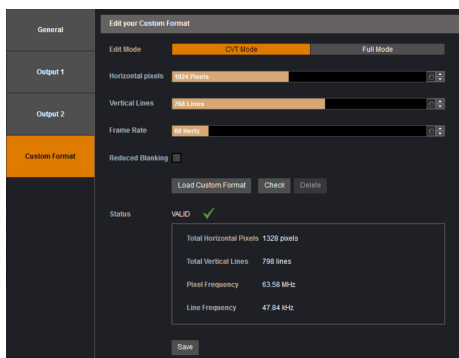 General
Output 1
Output 2
Custom Format
Edit your Custom Format
Edit Mode CVT Mode Full Mode
Horizontal pixels 1024 Pixels
Vertical Lines 768 Lines
Frame Rate 60 Hertz
Reduced Blanking
Load Custom Format Check Delete
Status VALID
Total Horizontal Pixels 1328 pixels
Total Vertical Lines 798 lines
Pixel Frequency 63.58 MHz
Line Frequency 47.84 kHz
Save